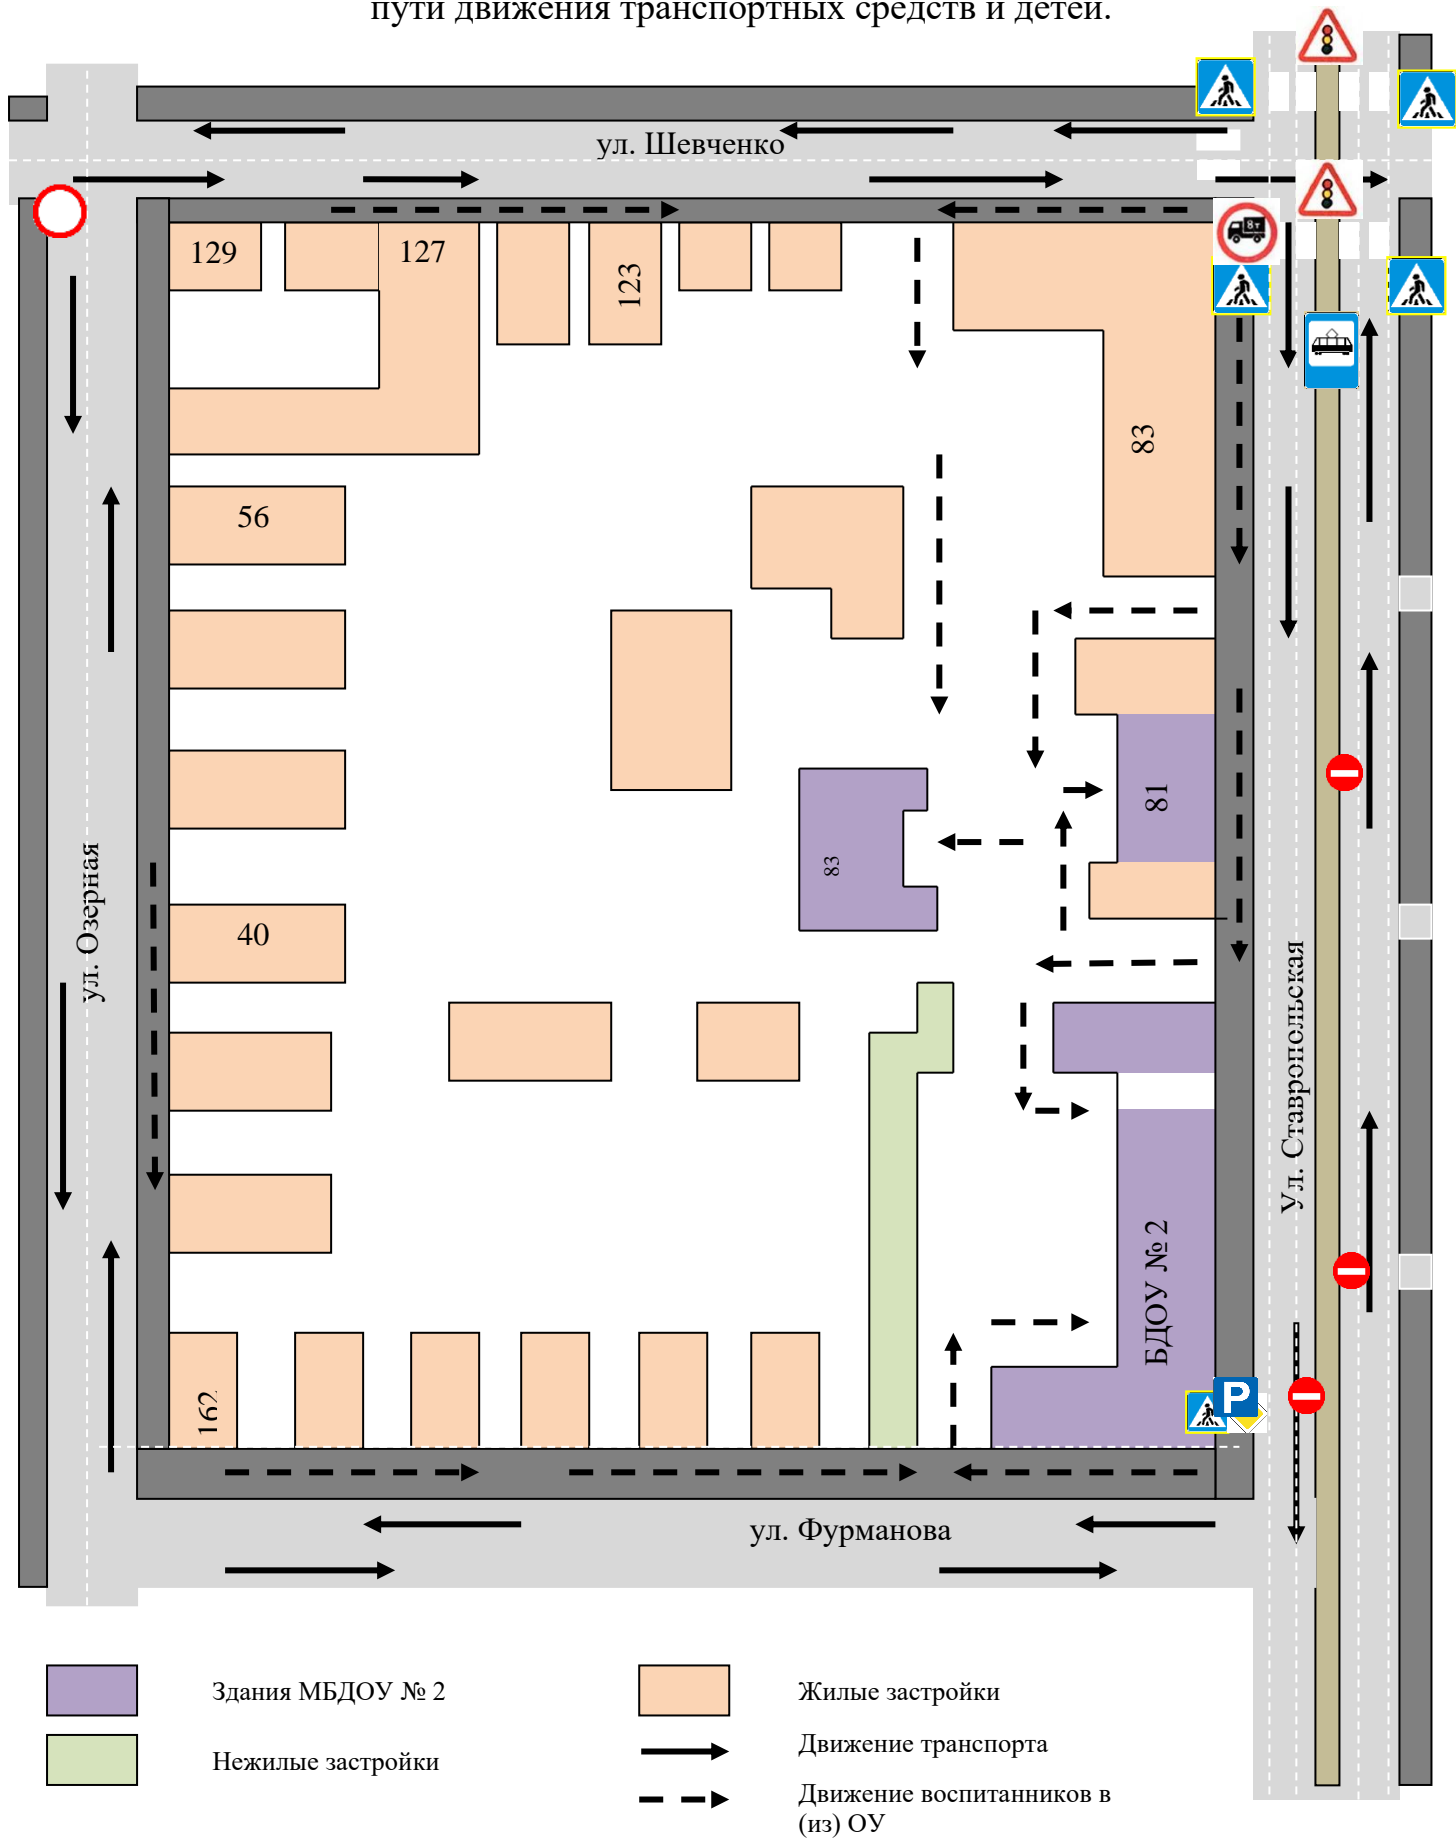 пути движения транспортных средств и детей.
ул. Шевченко
8т
129
127
123
83
56
81
83
ул. Озерная
40
Ул. Ставропольская
БДОУ № 2
162
P
ул. Фурманова
Здания МБДОУ № 2
Жилые застройки
Нежилые застройки
Движение транспорта
Движение воспитанников в
(из) ОУ